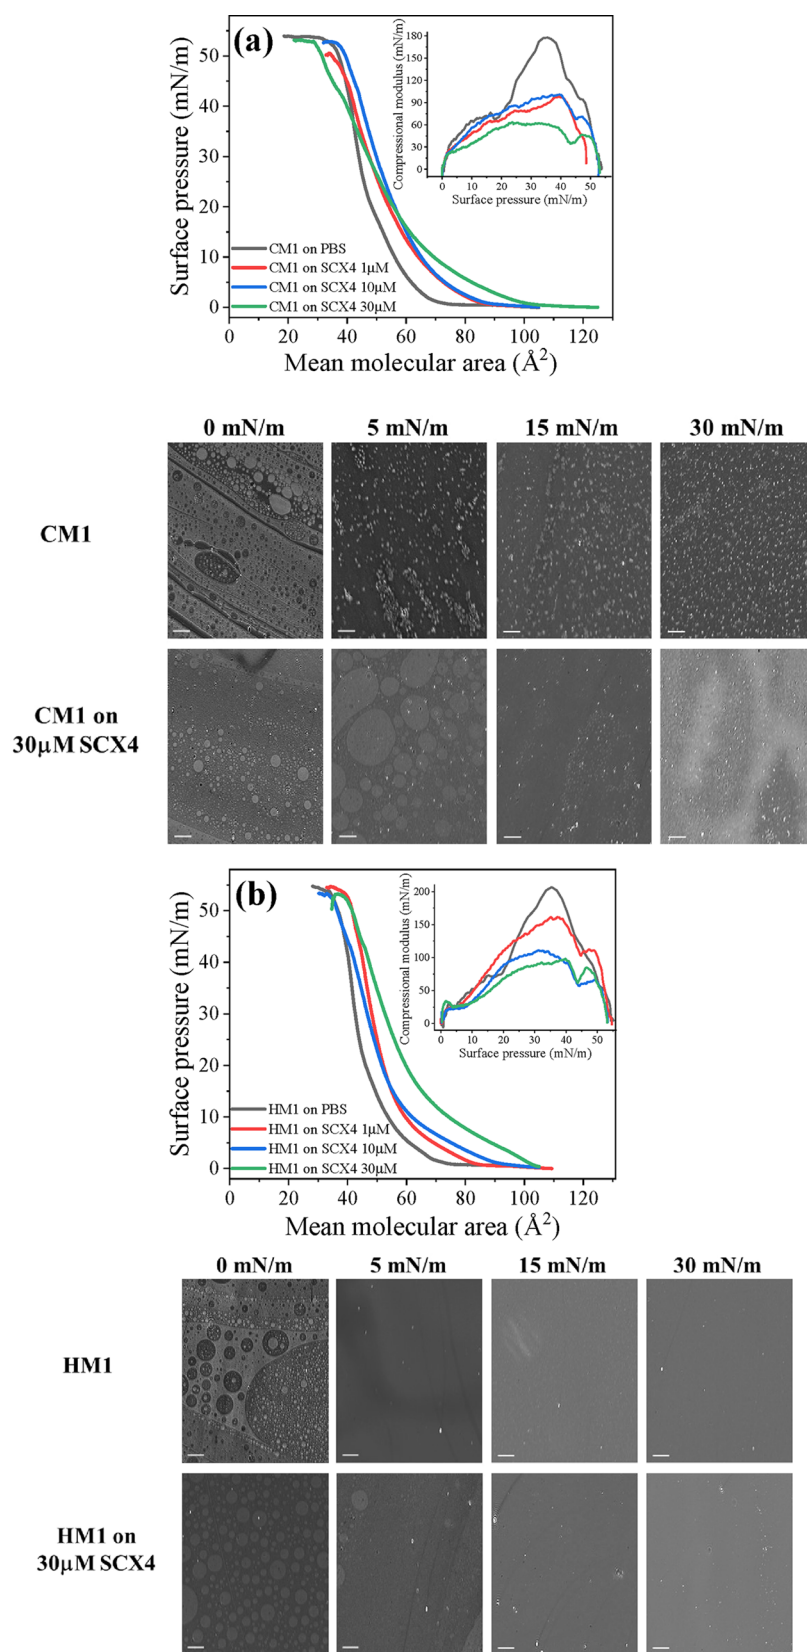 (a)
Surface pressure (mN/m)
50
40
30
20
10
0
0 20 40 60 80 100 120
Mean molecular area (Å²)
CM1 on PBS
CM1 on SCX4 1μM
CM1 on SCX4 10μM
CM1 on SCX4 30μM
Compressional modulus (mN/m)
180
150
120
90
60
30
0
0 10 20 30 40 50
Surface pressure (mN/m)
0 mN/m 5 mN/m 15 mN/m 30 mN/m
CM1
CM1 on
30μM SCX4
(b)
Surface pressure (mN/m)
50
40
30
20
10
0
0 20 40 60 80 100 120
Mean molecular area (Å²)
HM1 on PBS
HM1 on SCX4 1μM
HM1 on SCX4 10μM
HM1 on SCX4 30μM
Compressional modulus (mN/m)
200
150
100
50
0
0 10 20 30 40 50
Surface pressure (mN/m)
0 mN/m 5 mN/m 15 mN/m 30 mN/m
HM1
HM1 on
30μM SCX4